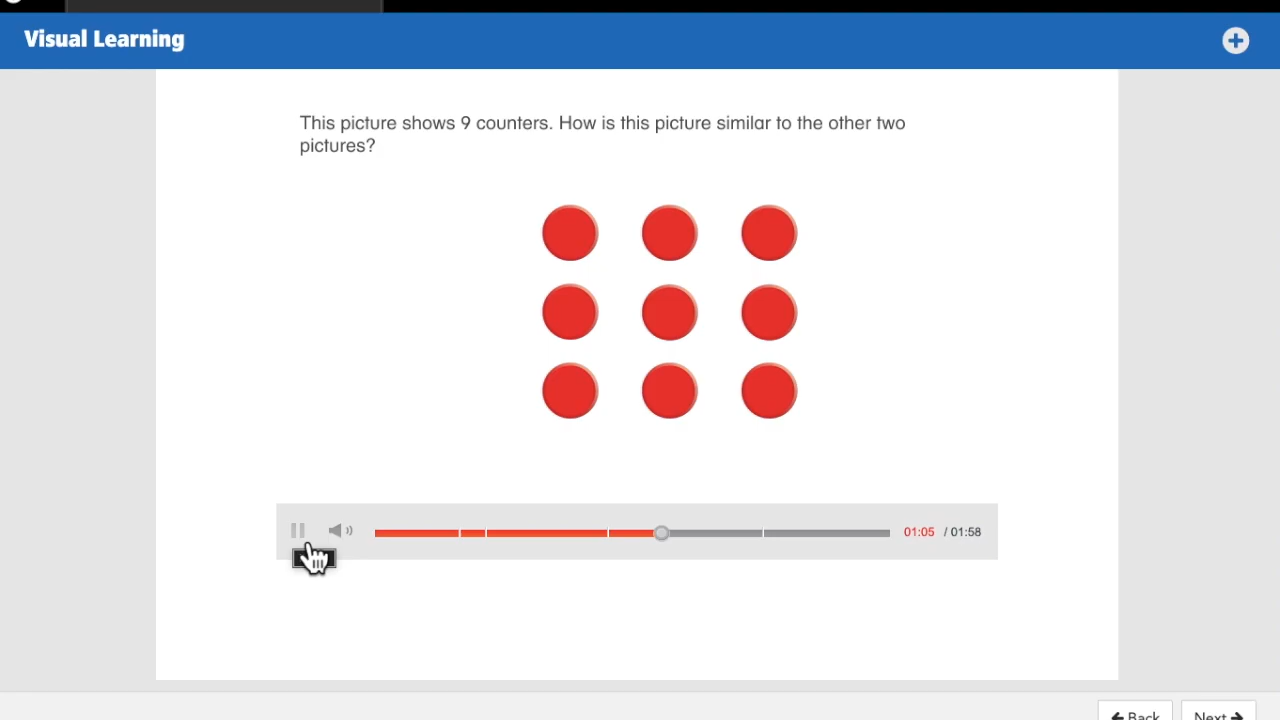 Visual Learning
This picture shows 9 counters. How is this picture similar to the other two
pictures?
01:05 / 01:58
Back Next